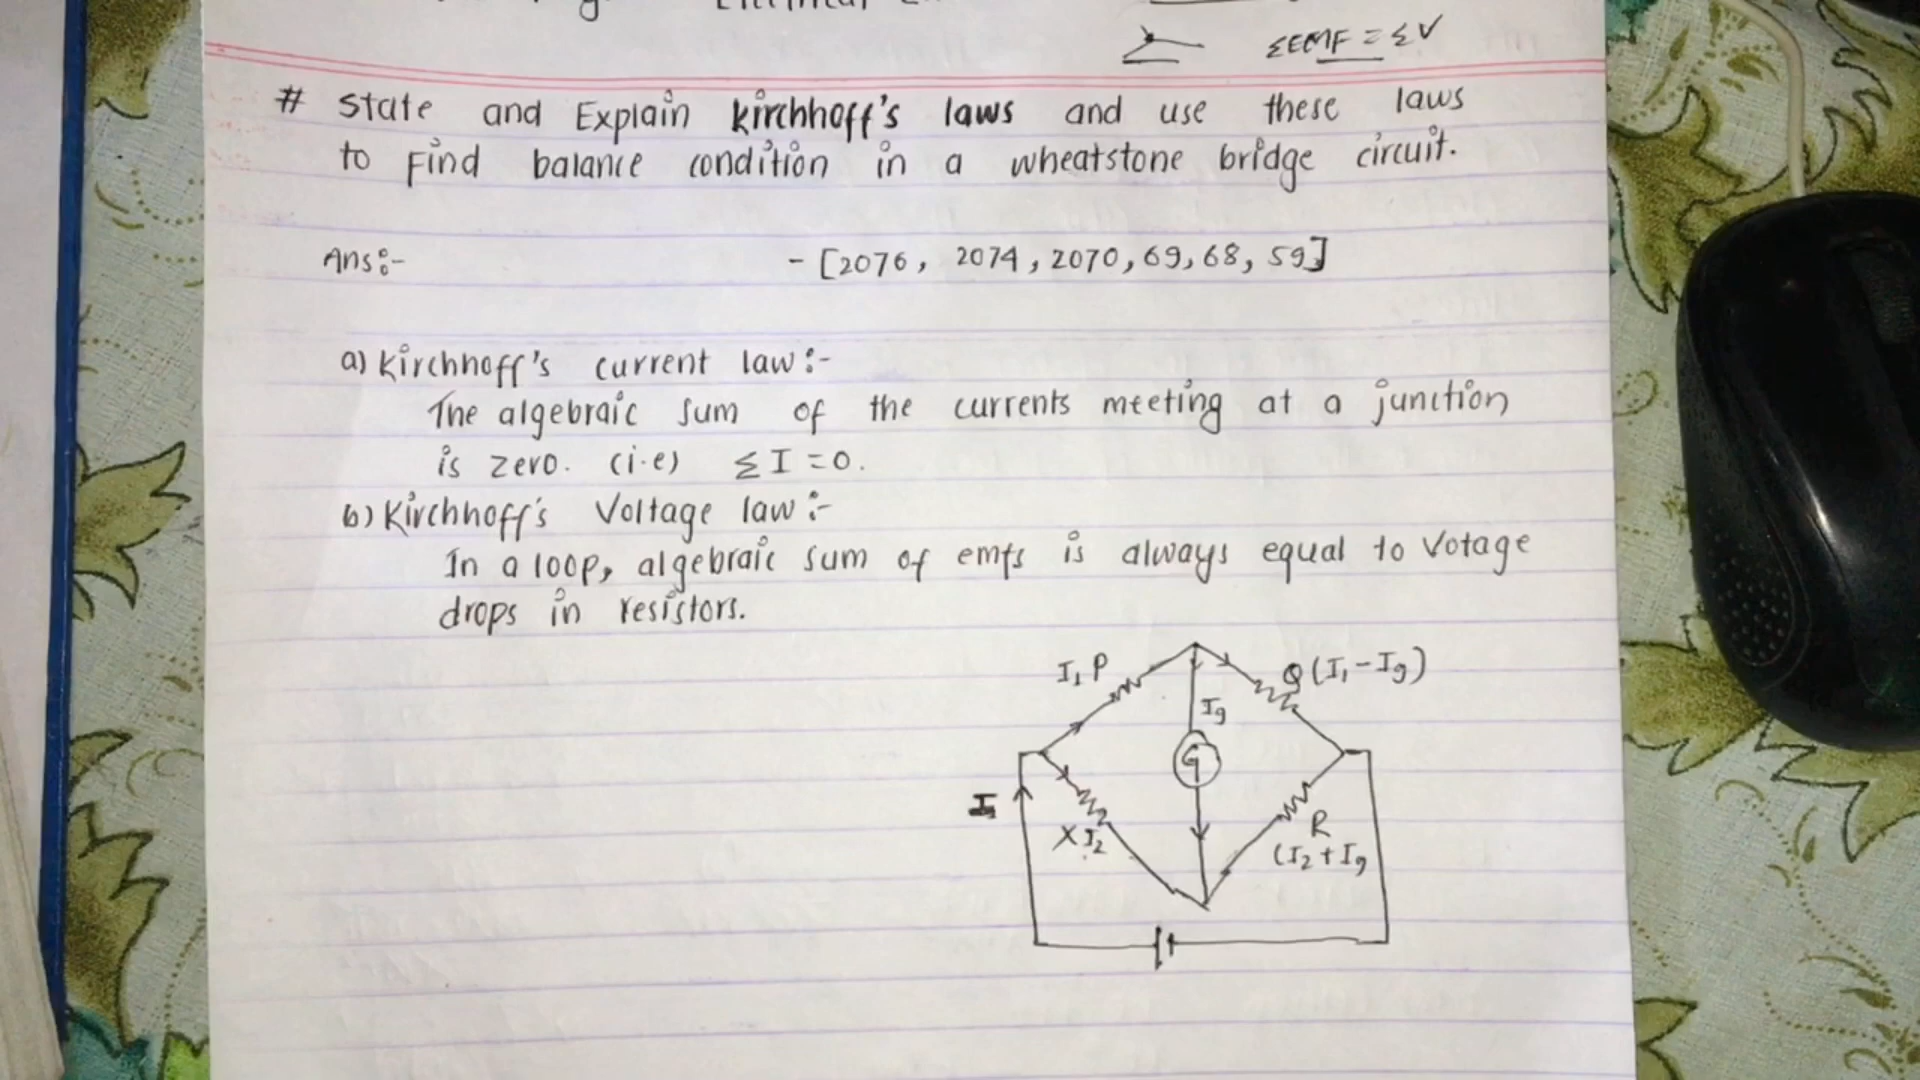 ΣEMF = ΣV
# State and Explain kirchhoff's laws and use these laws
to Find balance condition in a wheatstone bridge circuit.
Ans:-
- [2076, 2074, 2070, 69, 68, 59]
a) Kirchhoff's current law :-
The algebraic sum of the currents meeting at a junction
is zero. (i.e) ΣI = 0.
b) Kirchhoff's Voltage law :-
In a loop, algebraic sum of emfs is always equal to Votage
drops in resistors.
I₁ P
Q (I₁ - Ig)
Ig
G
I
X I₂
R
(I₂ + Ig